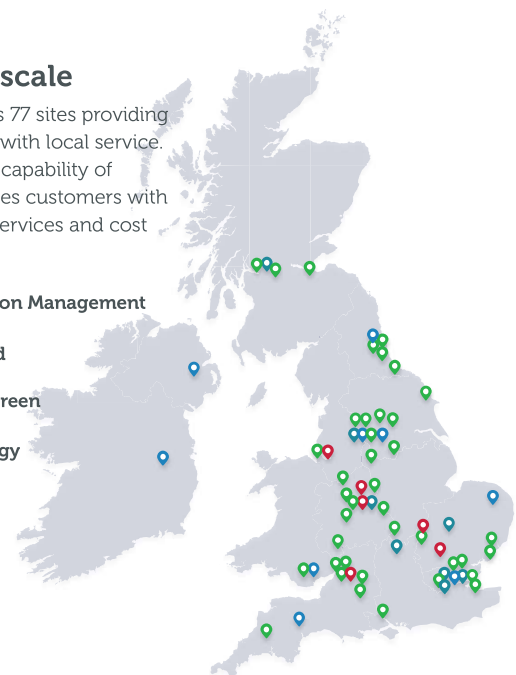 scale
s 77 sites providing
with local service.
capability of
es customers with
ervices and cost
on Management
d
reen
gy